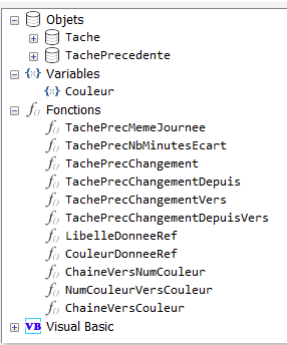 Objets
Tache
TachePrecedente
{:} Variables
{:} Couleur
f() Fonctions
f() TachePrecMemeJournee
f() TachePrecNbMinutesEcart
f() TachePrecChangement
f() TachePrecChangementDepuis
f() TachePrecChangementVers
f() TachePrecChangementDepuisVers
f() LibelleDonneeRef
f() CouleurDonneeRef
f() ChaineVersNumCouleur
f() NumCouleurVersCouleur
f() ChaineVersCouleur
VB Visual Basic